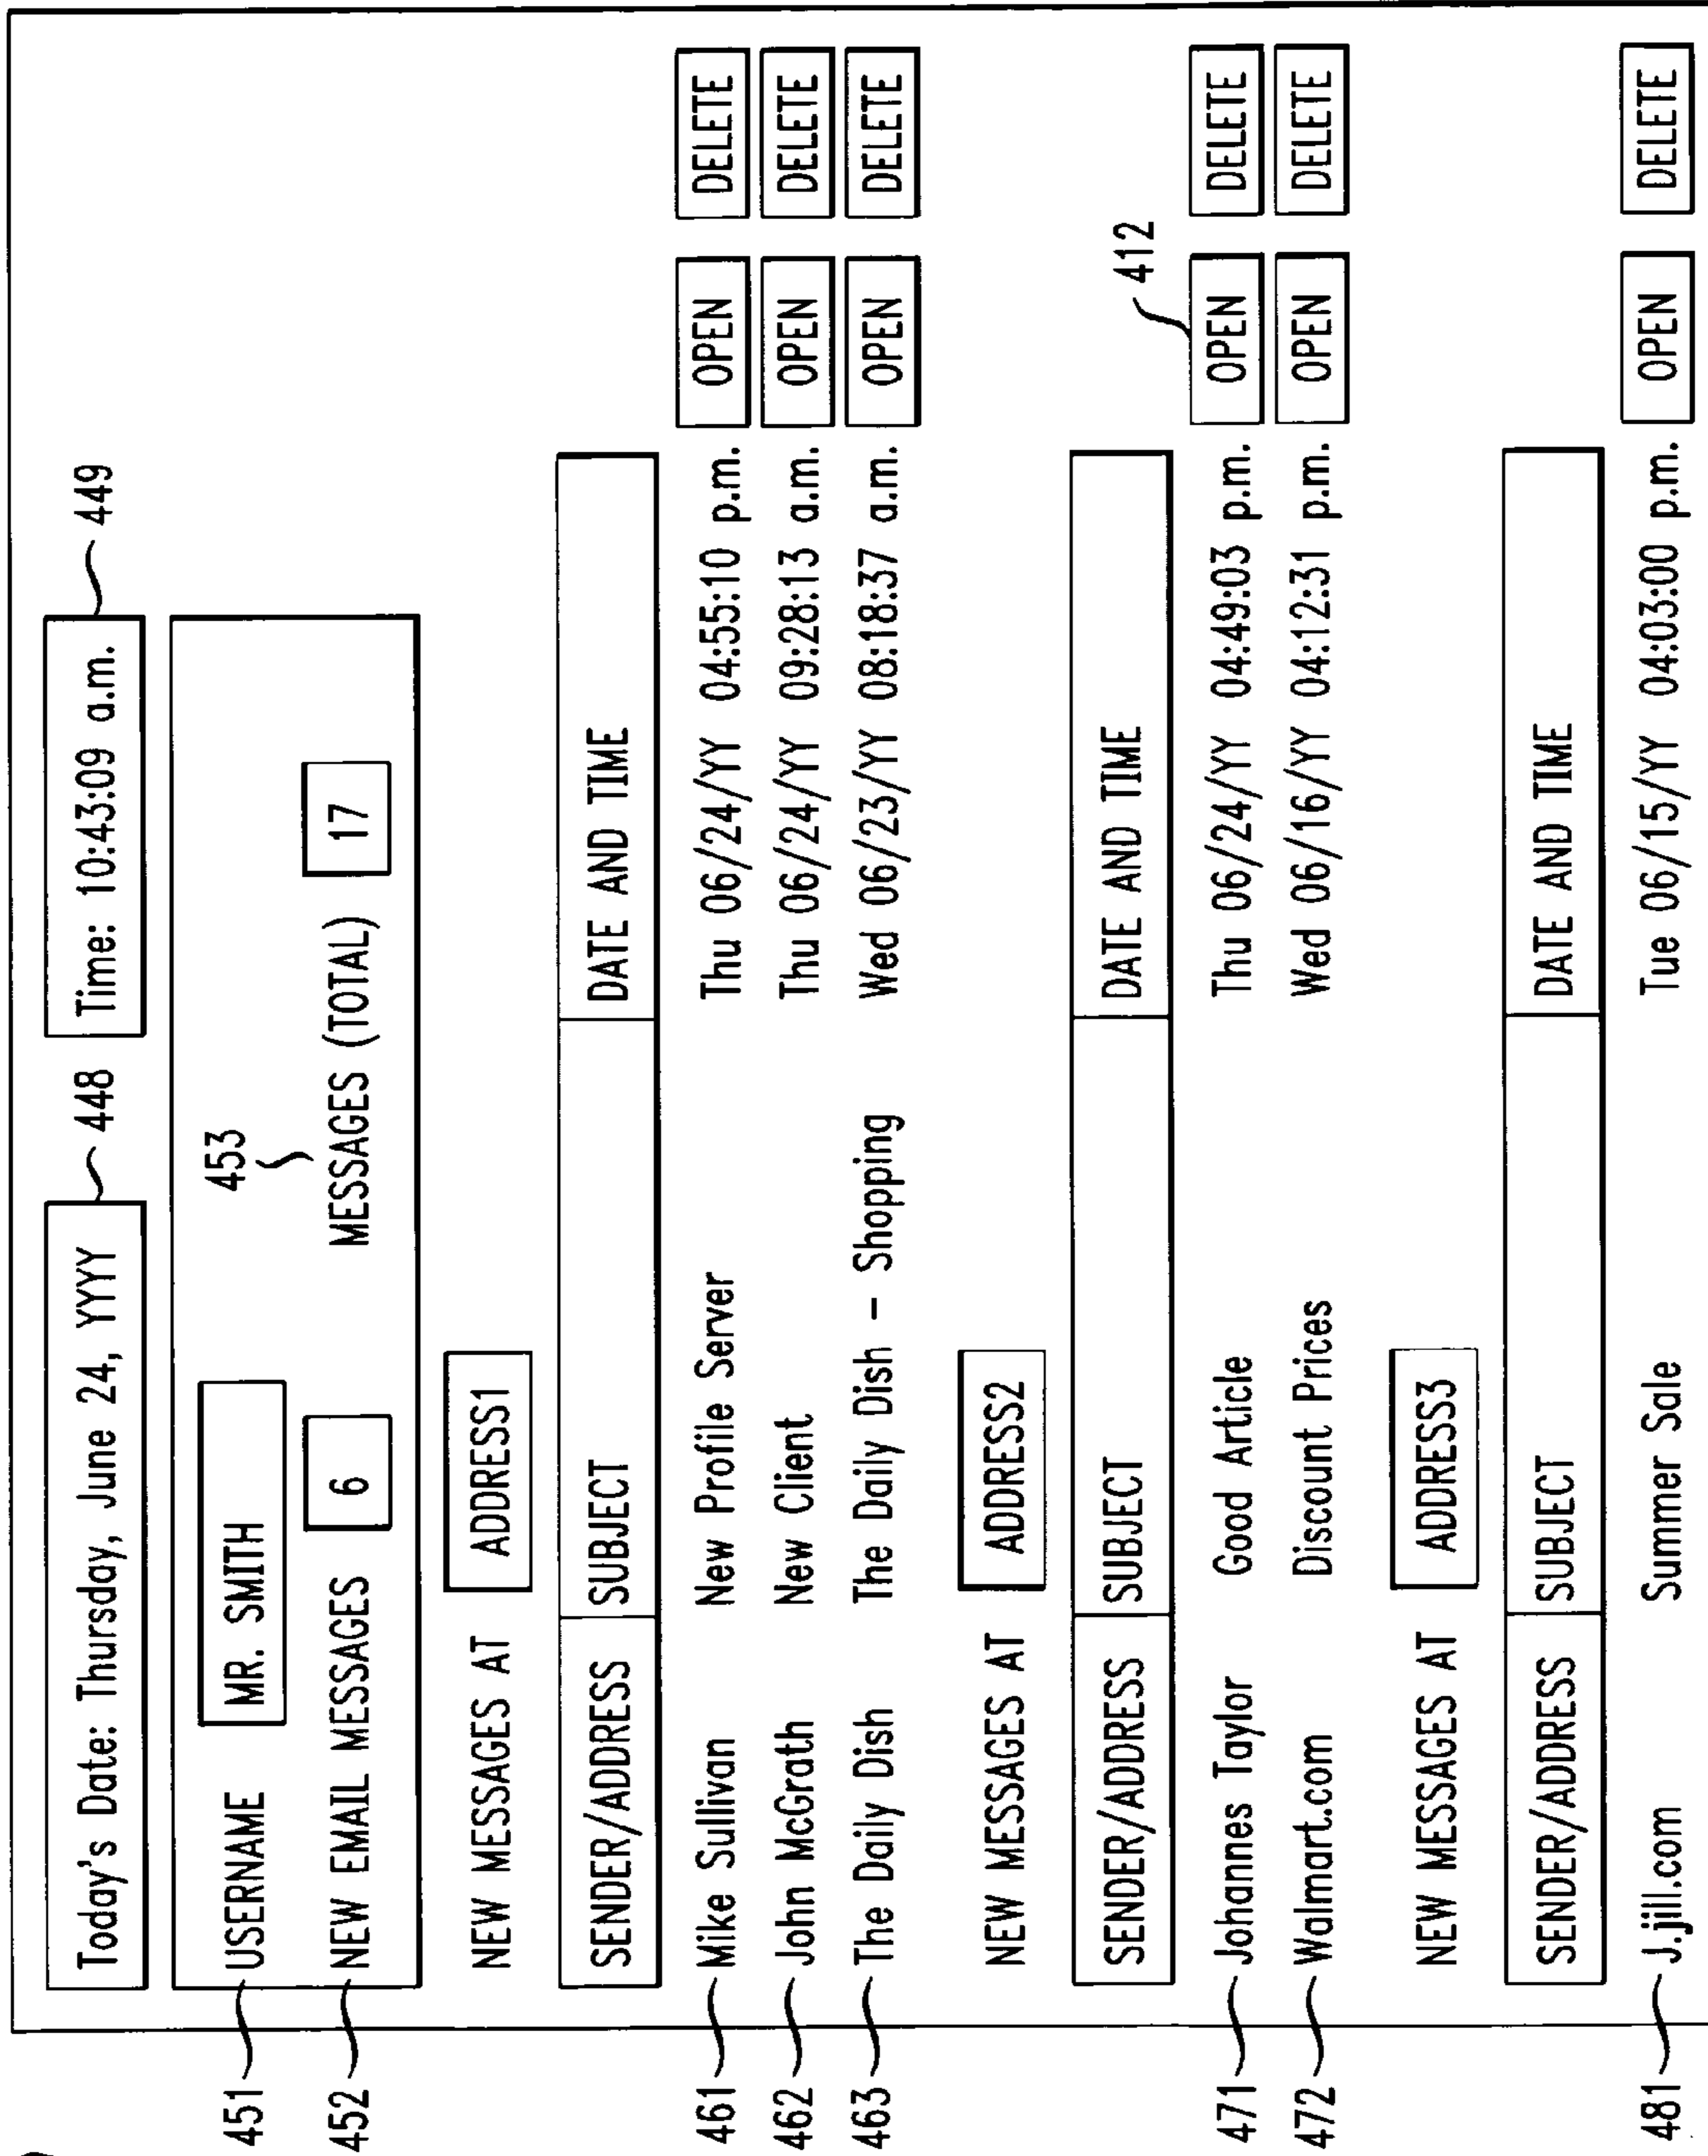 Today's Date: Thursday, June 24, YYYY 448 Time: 10:43:09 a.m. 449
451 USERNAME MR. SMITH 453
452 NEW EMAIL MESSAGES 6 MESSAGES (TOTAL) 17
NEW MESSAGES AT ADDRESS1
SENDER/ADDRESS SUBJECT DATE AND TIME
461 Mike Sullivan New Profile Server Thu 06/24/YY 04:55:10 p.m. OPEN DELETE
462 John McGrath New Client Thu 06/24/YY 09:28:13 a.m. OPEN DELETE
463 The Daily Dish The Daily Dish – Shopping Wed 06/23/YY 08:18:37 a.m. OPEN DELETE
NEW MESSAGES AT ADDRESS2
412
SENDER/ADDRESS SUBJECT DATE AND TIME
471 Johannes Taylor Good Article Thu 06/24/YY 04:49:03 p.m. OPEN DELETE
472 Walmart.com Discount Prices Wed 06/16/YY 04:12:31 p.m. OPEN DELETE
NEW MESSAGES AT ADDRESS3
SENDER/ADDRESS SUBJECT DATE AND TIME
481 J.jill.com Summer Sale Tue 06/15/YY 04:03:00 p.m. OPEN DELETE